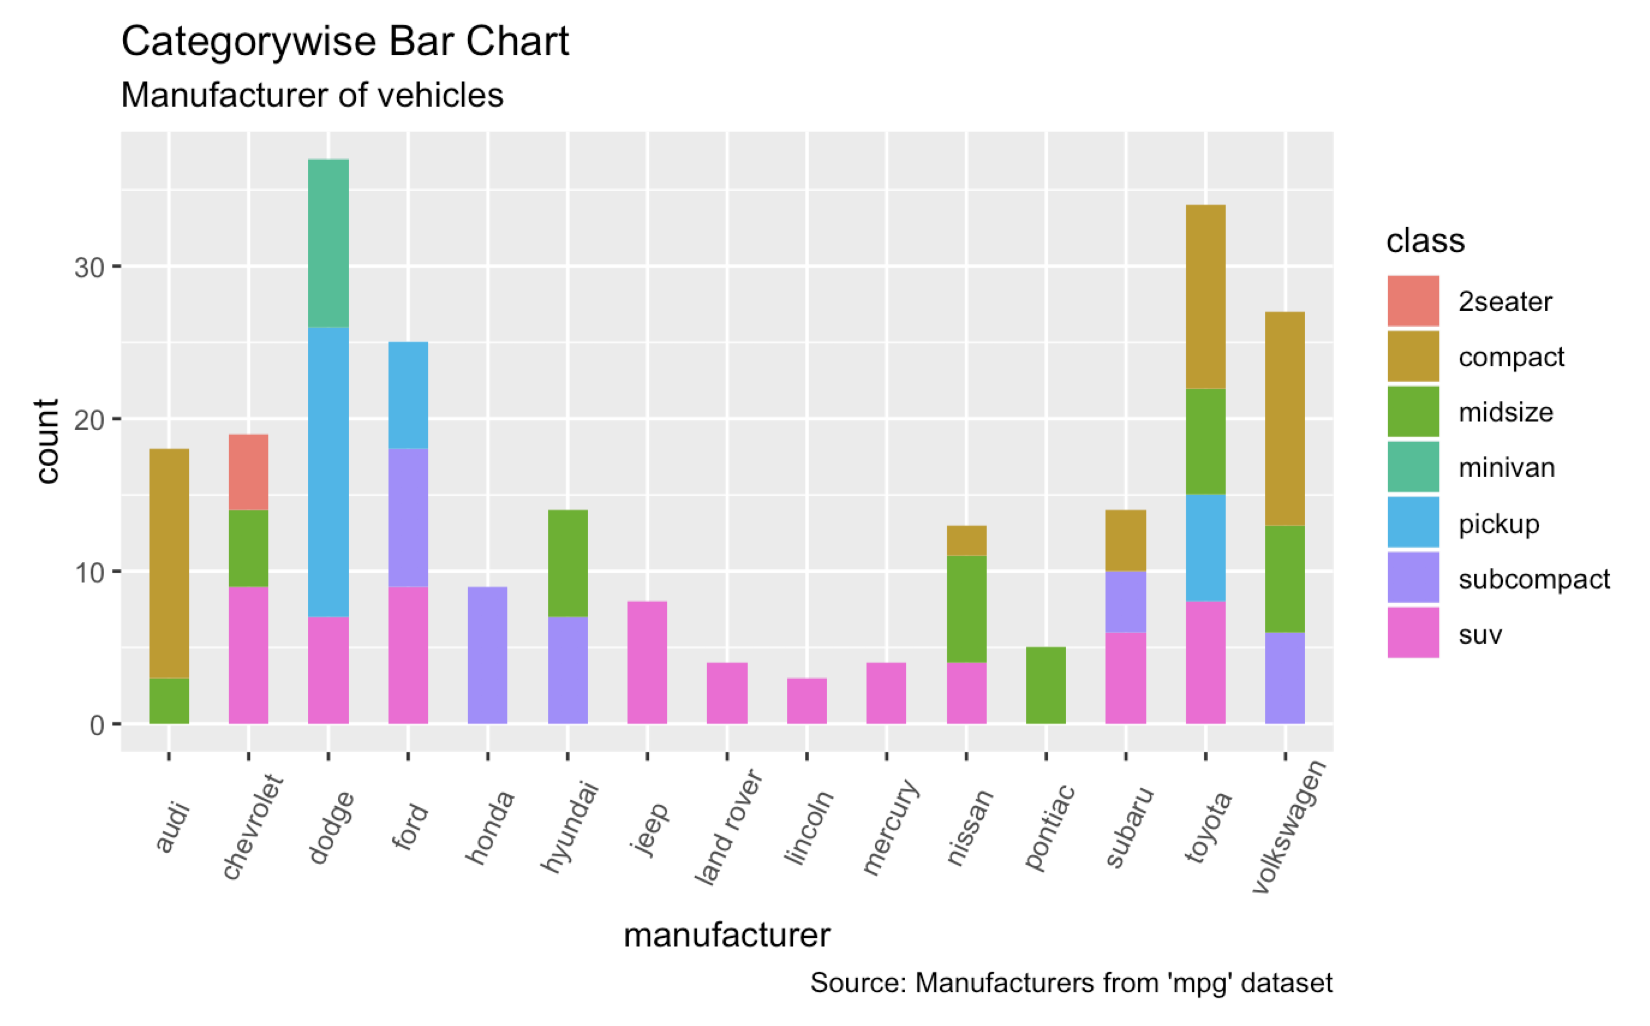 Categorywise Bar Chart
Manufacturer of vehicles
count
30
20
10
0
audi
chevrolet
dodge
ford
honda
hyundai
jeep
land rover
lincoln
mercury
nissan
pontiac
subaru
toyota
volkswagen
manufacturer
class
2seater
compact
midsize
minivan
pickup
subcompact
suv
Source: Manufacturers from 'mpg' dataset